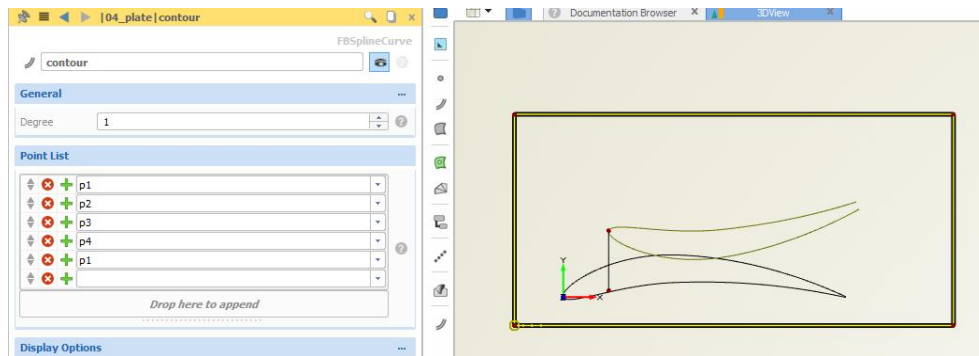 |04_plate|contour
FBSplineCurve
contour
General
...
Degree
1
Point List
p1
p2
p3
p4
p1
Drop here to append
Display Options
...
Documentation Browser
3DView
Y
X